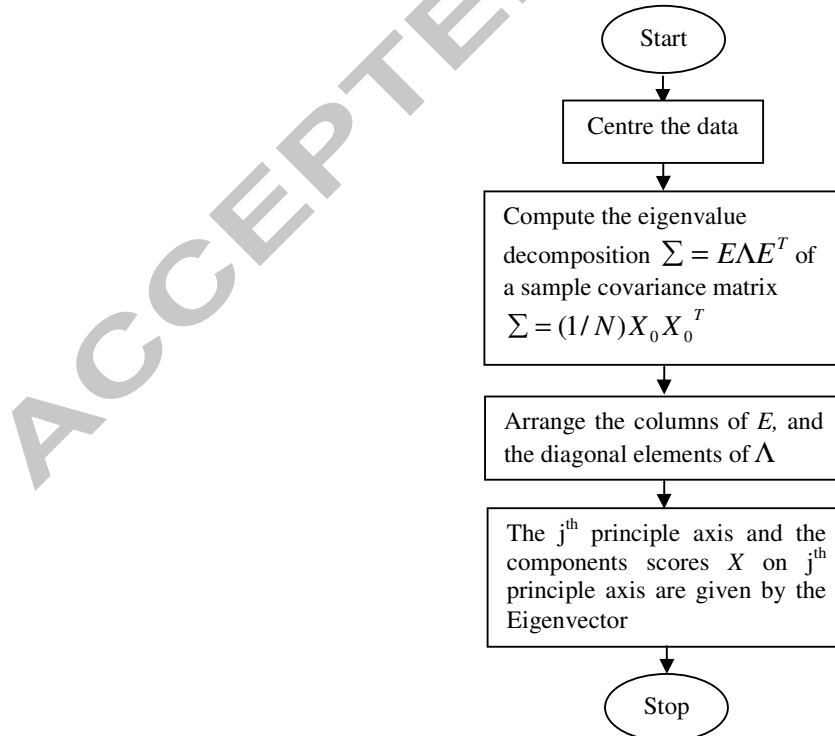 Start
Centre the data
Compute the eigenvalue
decomposition Σ = EΛE^T of
a sample covariance matrix
Σ = (1/N)X₀X₀^T
Arrange the columns of E, and
the diagonal elements of Λ
The j^th principle axis and the
components scores X on j^th
principle axis are given by the
Eigenvector
Stop